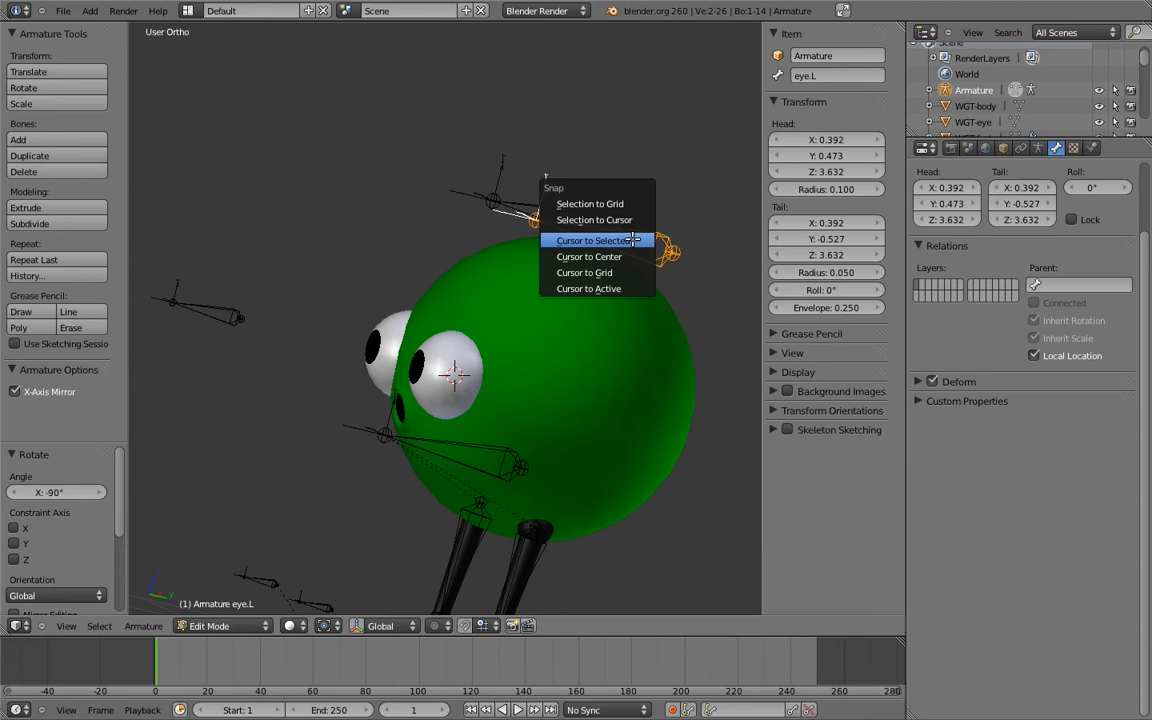 File Add Render Help Default Scene Blender Render blender.org 260 | Ve:2-26 | Bo:1-14 | Armature
User Ortho
Armature Tools
Transform:
Translate
Rotate
Scale
Bones:
Add
Duplicate
Delete
Modeling:
Extrude
Subdivide
Repeat:
Repeat Last
History...
Grease Pencil:
Draw Line
Poly Erase
Use Sketching Sessio
Armature Options
X-Axis Mirror
Rotate
Angle
X: -90°
Constraint Axis
X
Y
Z
Orientation
Global
Snap
Selection to Grid
Selection to Cursor
Cursor to Selected
Cursor to Center
Cursor to Grid
Cursor to Active
(1) Armature eye.L
View Select Armature Edit Mode Global
Item
Armature
eye.L
Transform
Head:
X: 0.392
Y: 0.473
Z: 3.632
Radius: 0.100
Tail:
X: 0.392
Y: -0.527
Z: 3.632
Radius: 0.050
Roll: 0°
Envelope: 0.250
Grease Pencil
View
Display
Background Images
Transform Orientations
Skeleton Sketching
View Search All Scenes
Scene
RenderLayers
World
Armature
WGT-body
WGT-eye
Head: Tail: Roll:
X: 0.392 X: 0.392 0°
Y: 0.473 Y: -0.527
Z: 3.632 Z: 3.632 Lock
Relations
Layers: Parent:
Connected
Inherit Rotation
Inherit Scale
Local Location
Deform
Custom Properties
-40 -20 0 20 40 60 80 100 120 140 160 180 200 220 240 260 280
View Frame Playback Start: 1 End: 250 1 No Sync